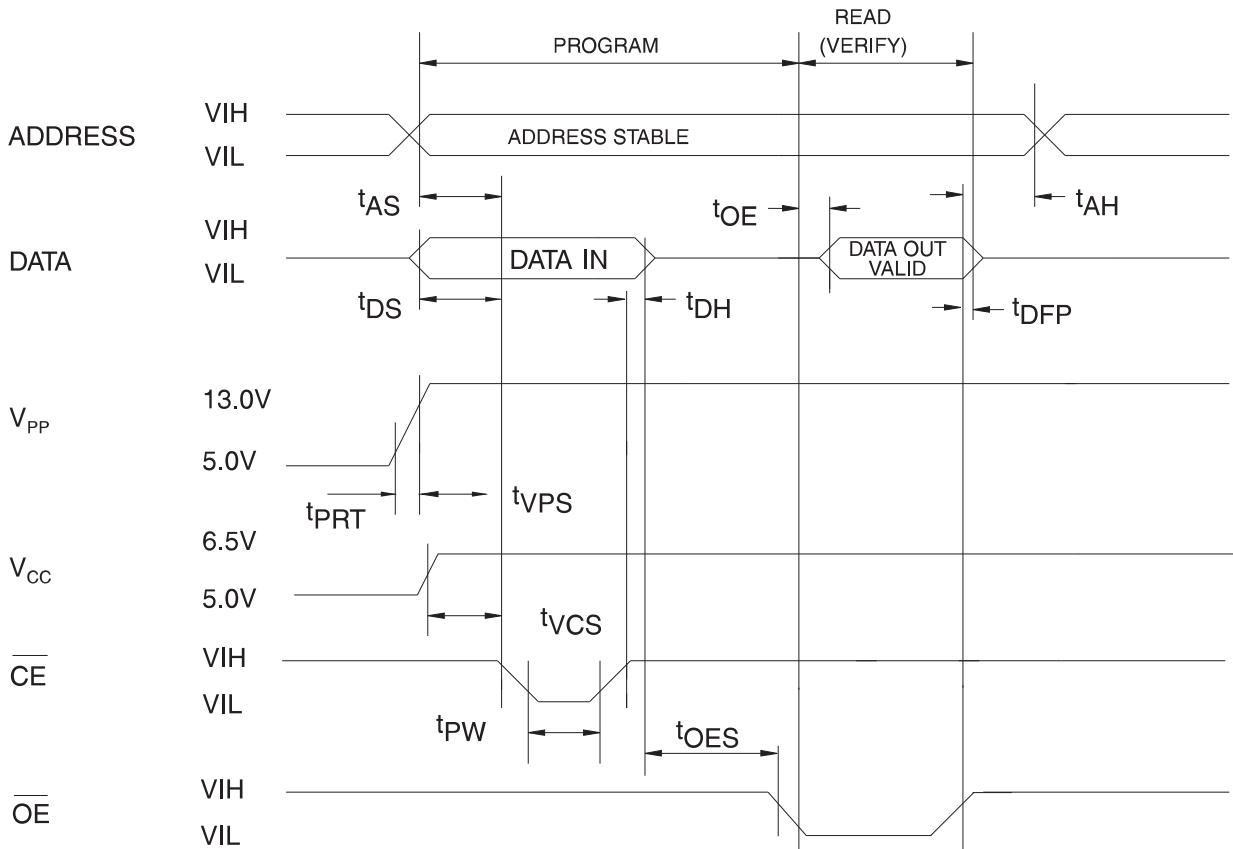 READ
PROGRAM (VERIFY)
VIH
ADDRESS ADDRESS STABLE
VIL
tAS tOE tAH
VIH
DATA DATA IN DATA OUT
VIL VALID
tDS tDH tDFP
13.0V
VPP
5.0V
tPRT tVPS
6.5V
VCC
5.0V
tVCS
VIH
CE
VIL
tPW tOES
VIH
OE
VIL